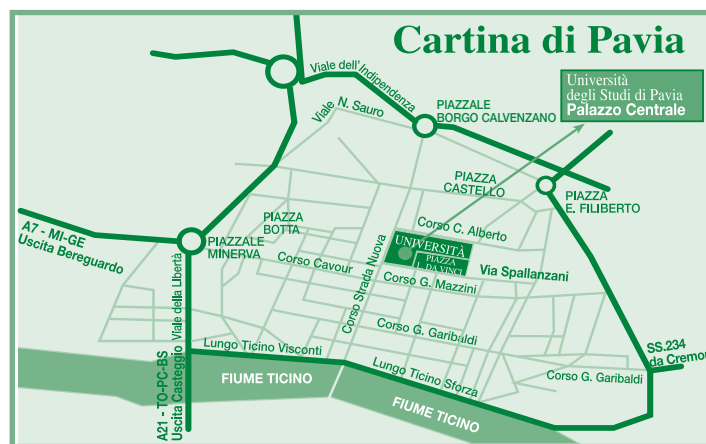 Cartina di Pavia
Università
degli Studi di Pavia
Palazzo Centrale
Viale dell'Indipendenza
Viale N. Sauro
PIAZZALE
BORGO CALVENZANO
PIAZZA
CASTELLO
PIAZZA
E. FILIBERTO
PIAZZA
BOTTA
Corso C. Alberto
A7 - MI-GE
Uscita Bereguardo
PIAZZALE
MINERVA
UNIVERSITÀ
PIAZZA
L. DA VINCI
Via Spallanzani
Corso Cavour
Corso Strada Nuova
Corso G. Mazzini
Viale della Libertà
Corso G. Garibaldi
Lungo Ticino Visconti
SS.234
da Cremon
Corso G. Garibaldi
FIUME TICINO
Lungo Ticino Sforza
FIUME TICINO
A21 - TO-PC-BS
Uscita Casteggio